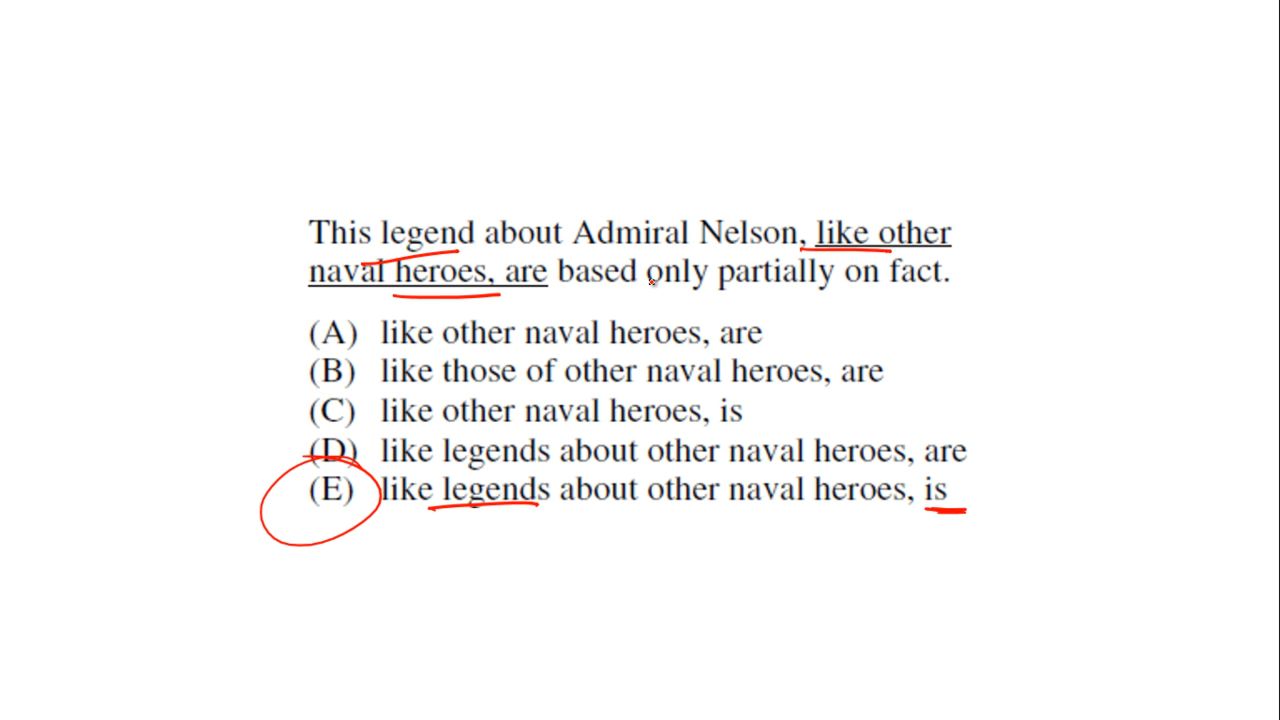 This legend about Admiral Nelson, like other
naval heroes, are based only partially on fact.
(A) like other naval heroes, are
(B) like those of other naval heroes, are
(C) like other naval heroes, is
(D) like legends about other naval heroes, are
(E) like legends about other naval heroes, is